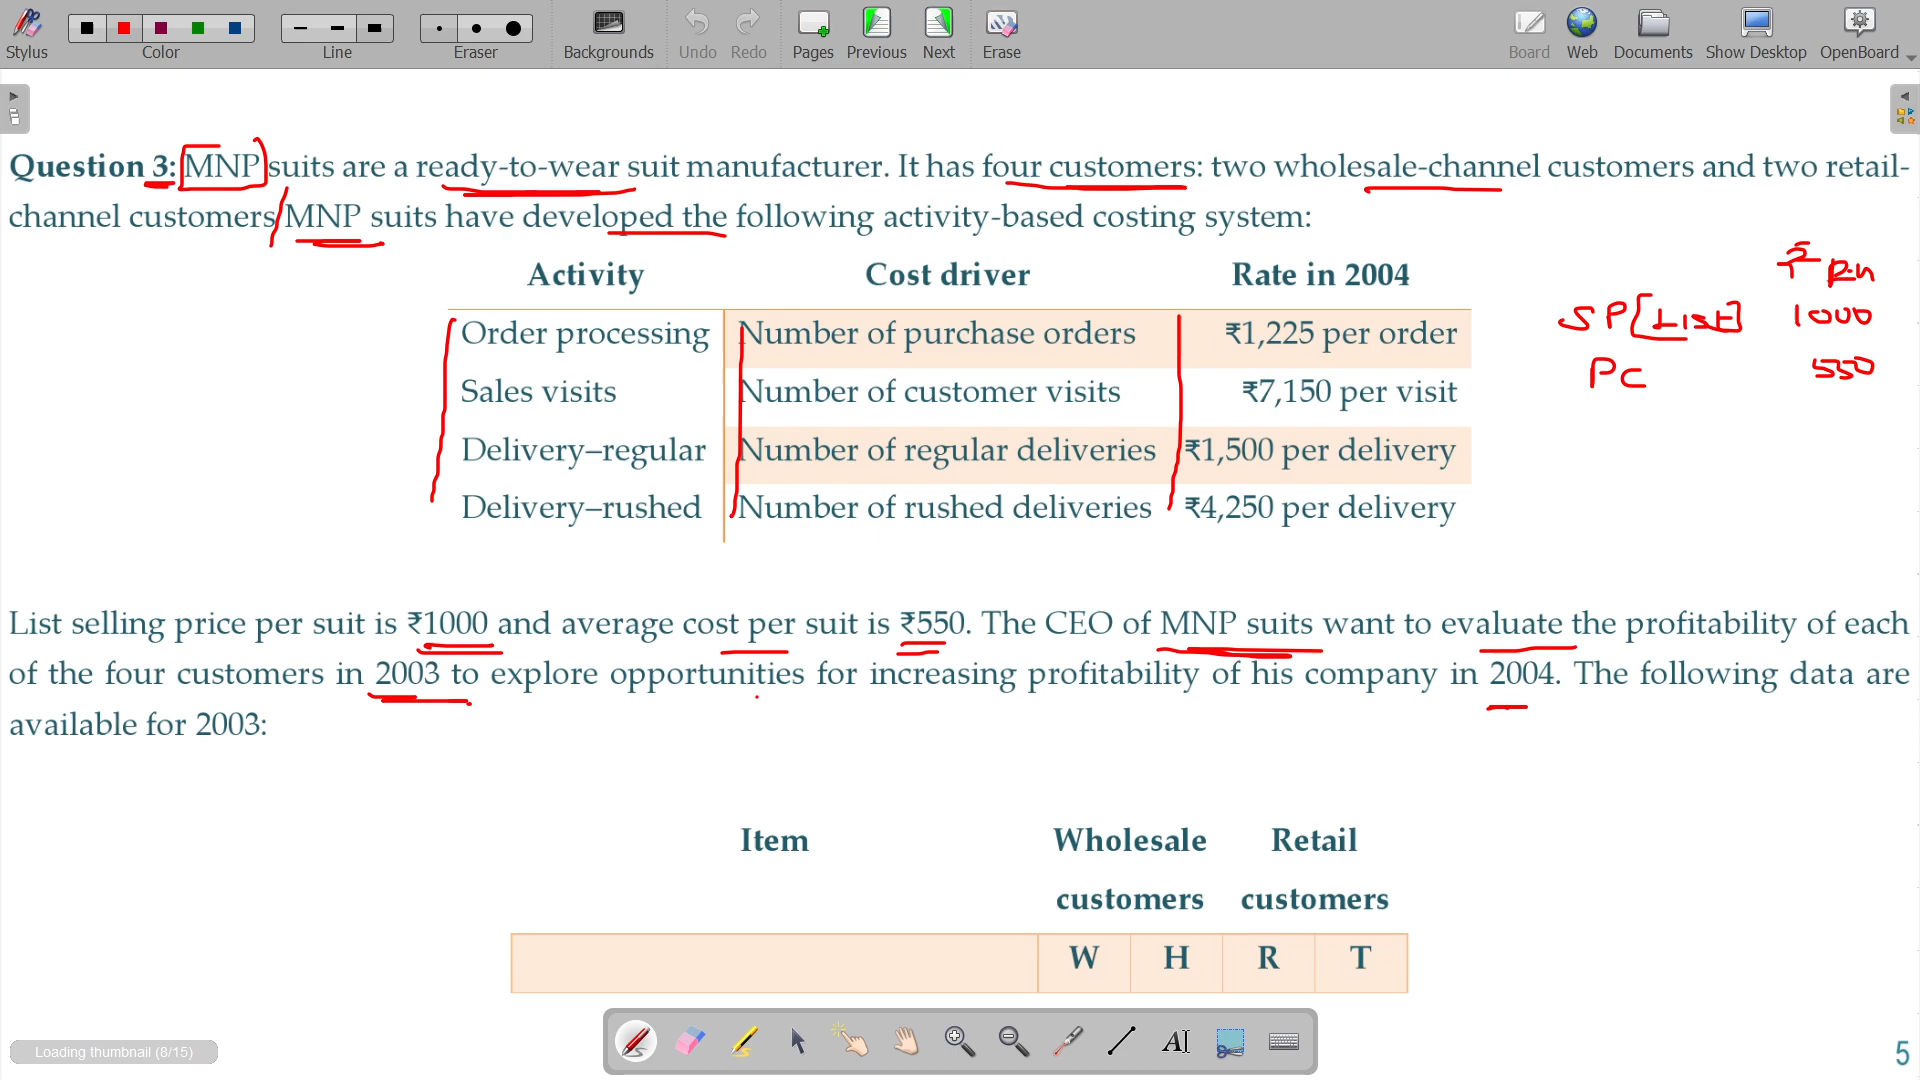 Stylus
Color
Line
Eraser
Backgrounds
Undo
Redo
Pages
Previous
Next
Erase
Board
Web
Documents
Show Desktop
OpenBoard
Question 3: MNP suits are a ready-to-wear suit manufacturer. It has four customers: two wholesale-channel customers and two retail-
channel customers MNP suits have developed the following activity-based costing system:
Activity Cost driver Rate in 2004
Order processing Number of purchase orders ₹1,225 per order
Sales visits Number of customer visits ₹7,150 per visit
Delivery–regular Number of regular deliveries ₹1,500 per delivery
Delivery–rushed Number of rushed deliveries ₹4,250 per delivery
SP [List] 1000
PC 550
List selling price per suit is ₹1000 and average cost per suit is ₹550. The CEO of MNP suits want to evaluate the profitability of each
of the four customers in 2003 to explore opportunities for increasing profitability of his company in 2004. The following data are
available for 2003:
Item Wholesale Retail
customers customers
W H R T
Loading thumbnail (8/15)
AI
5